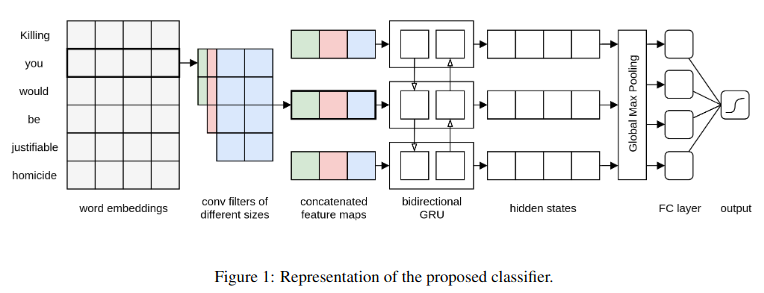 Killing
you
would
be
justifiable
homicide
word embeddings
conv filters of
different sizes
concatenated
feature maps
bidirectional
GRU
hidden states
Global Max Pooling
FC layer
output
Figure 1: Representation of the proposed classifier.